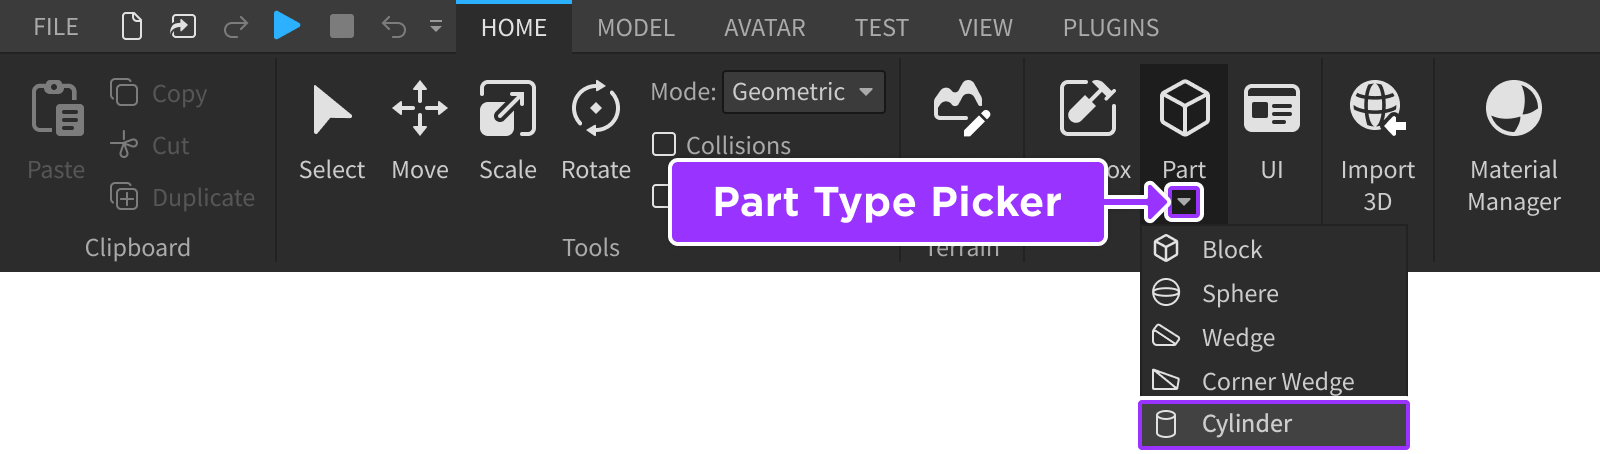 FILE
HOME
MODEL
AVATAR
TEST
VIEW
PLUGINS
Paste
Copy
Cut
Duplicate
Clipboard
Select
Move
Scale
Rotate
Mode: Geometric
Collisions
Tools
Terrain
ox
Part
UI
Import
3D
Material
Manager
Part Type Picker
Block
Sphere
Wedge
Corner Wedge
Cylinder